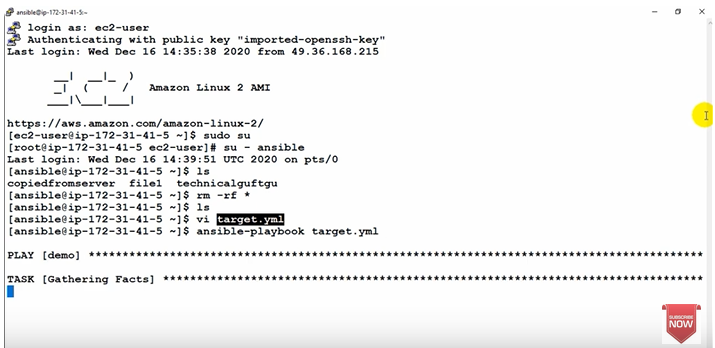 ansible@ip-172-31-41-5:~
login as: ec2-user
Authenticating with public key "imported-openssh-key"
Last login: Wed Dec 16 14:35:38 2020 from 49.36.168.215
__|  __|_  )
_|  (     /   Amazon Linux 2 AMI
___|\___|___|
https://aws.amazon.com/amazon-linux-2/
[ec2-user@ip-172-31-41-5 ~]$ sudo su
[root@ip-172-31-41-5 ec2-user]# su - ansible
Last login: Wed Dec 16 14:39:51 UTC 2020 on pts/0
[ansible@ip-172-31-41-5 ~]$ ls
copiedfromserver  file1  technicalguftgu
[ansible@ip-172-31-41-5 ~]$ rm -rf *
[ansible@ip-172-31-41-5 ~]$ ls
[ansible@ip-172-31-41-5 ~]$ vi target.yml
[ansible@ip-172-31-41-5 ~]$ ansible-playbook target.yml
PLAY [demo] *************************************************************************************
TASK [Gathering Facts] **************************************************************************
SUBSCRIBE
NOW